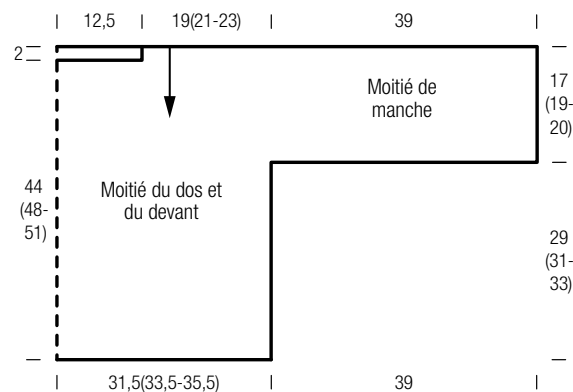 12,5 19(21-23) 39
2
Moitié de
manche
17
(19-
20)
44
(48-
51)
Moitié du dos et
du devant
29
(31-
33)
31,5(33,5-35,5) 39